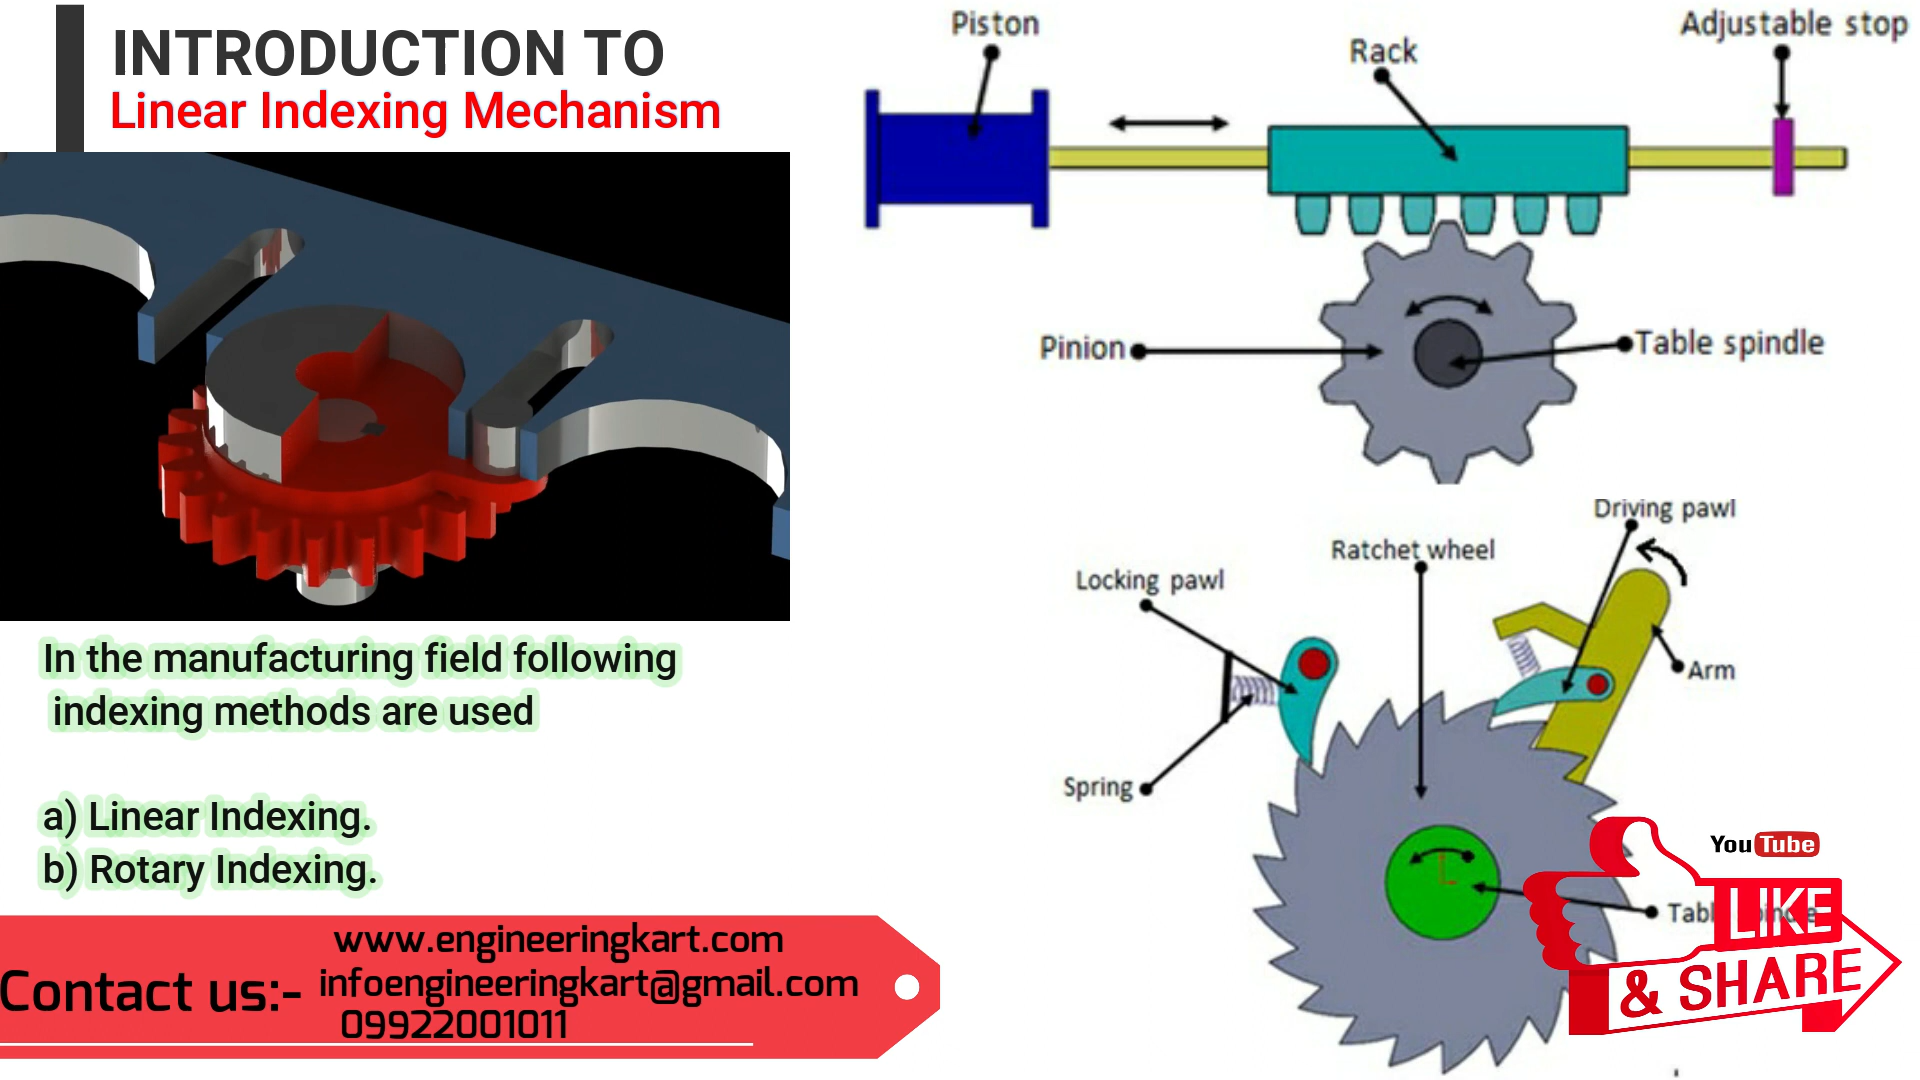 INTRODUCTION TO
Linear Indexing Mechanism
Piston
Rack
Adjustable stop
Pinion
Table spindle
Driving pawl
Ratchet wheel
Locking pawl
Arm
Spring
In the manufacturing field following
indexing methods are used
a) Linear Indexing.
b) Rotary Indexing.
YouTube
LIKE
& SHARE
Contact us:-
www.engineeringkart.com
infoengineeringkart@gmail.com
09922001011